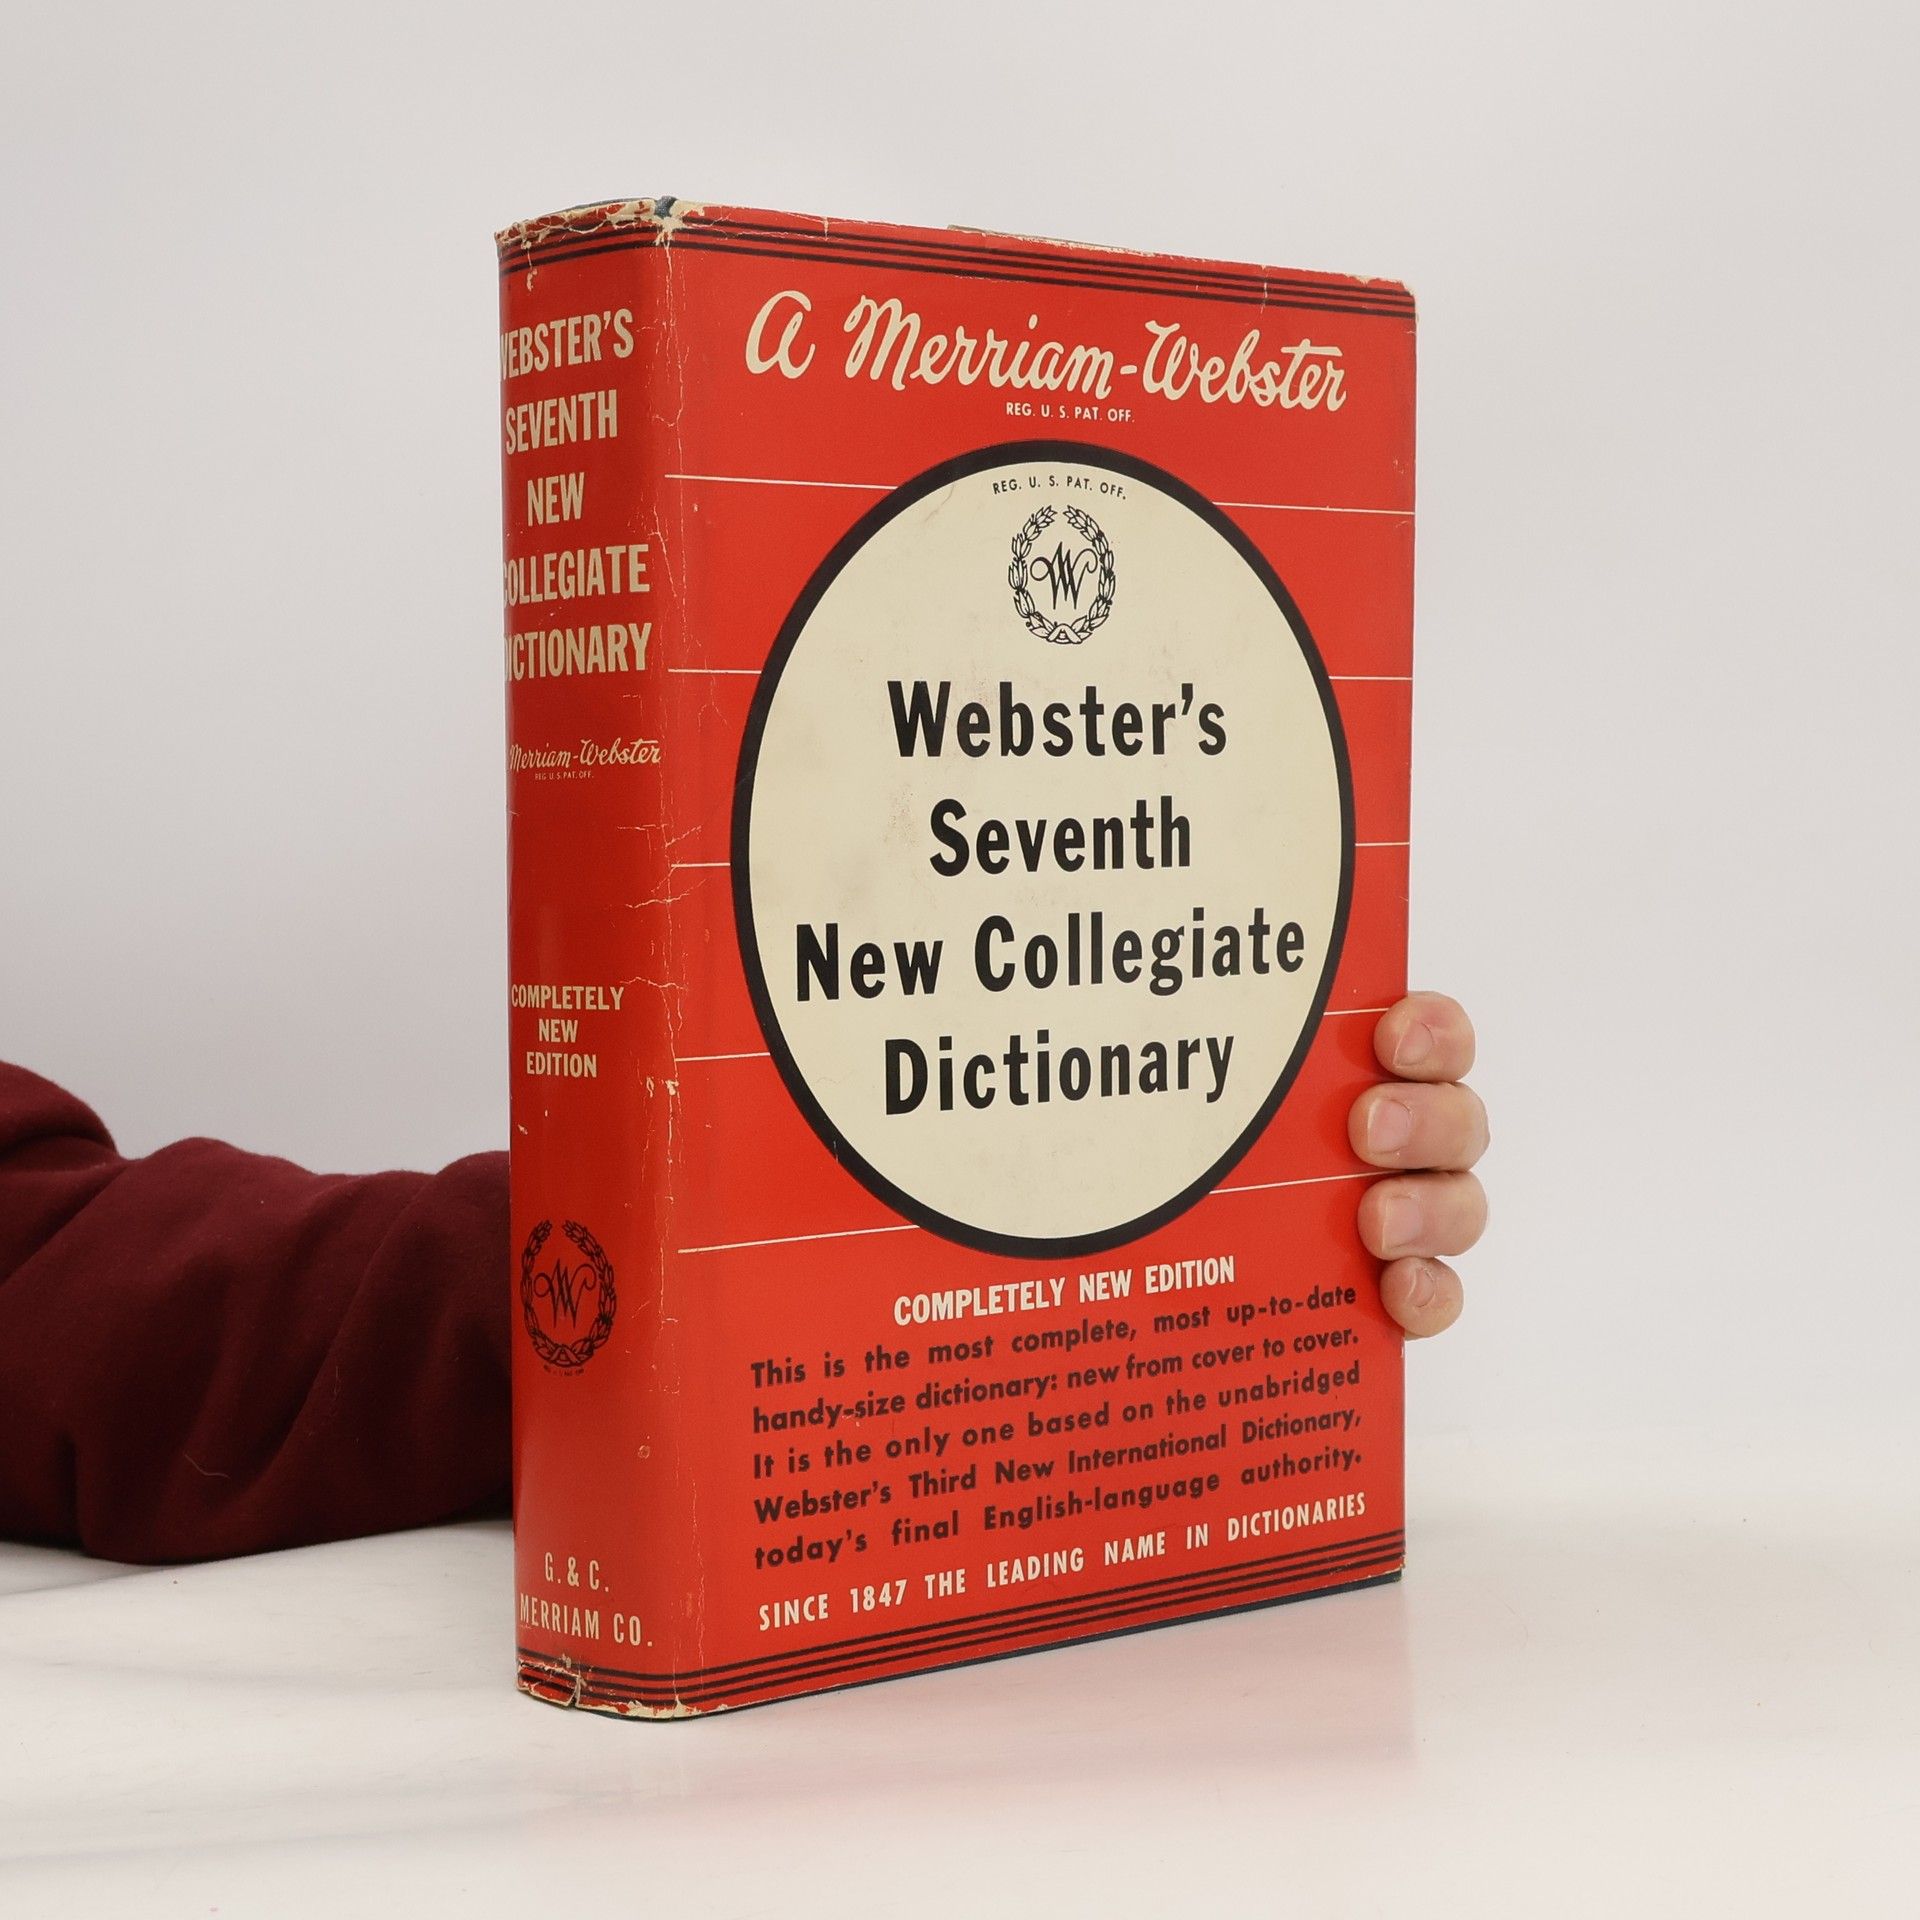 WEBSTER'S
SEVENTH
NEW
COLLEGIATE
DICTIONARY
Merriam-Webster
REG. U. S. PAT. OFF.
COMPLETELY
NEW
EDITION
W
G. & C.
MERRIAM CO.
A Merriam-Webster
REG. U. S. PAT. OFF.
REG. U. S. PAT. OFF.
W
Webster's
Seventh
New Collegiate
Dictionary
COMPLETELY NEW EDITION
This is the most complete, most up-to-date
handy-size dictionary: new from cover to cover.
It is the only one based on the unabridged
Webster's Third New International Dictionary,
today's final English-language authority.
SINCE 1847 THE LEADING NAME IN DICTIONARIES